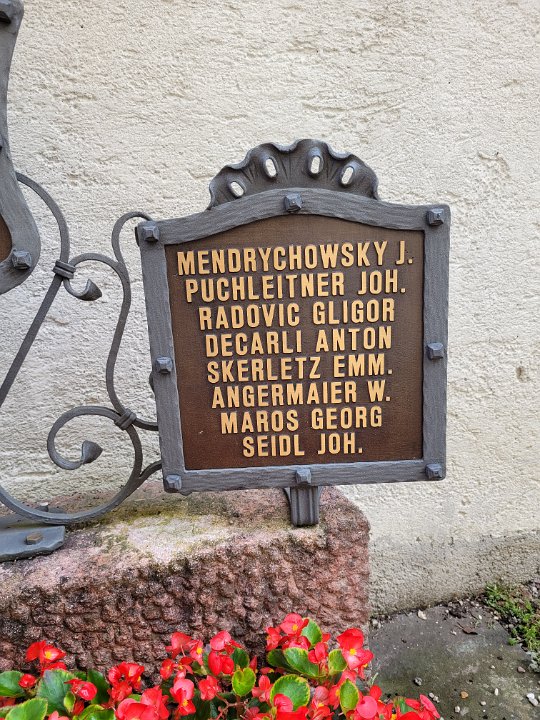 MENDRYCHOWSKY J.
PUCHLEITNER JOH.
RADOVIC GLIGOR
DECARLI ANTON
SKERLETZ EMM.
ANGERMAIER W.
MAROS GEORG
SEIDL JOH.